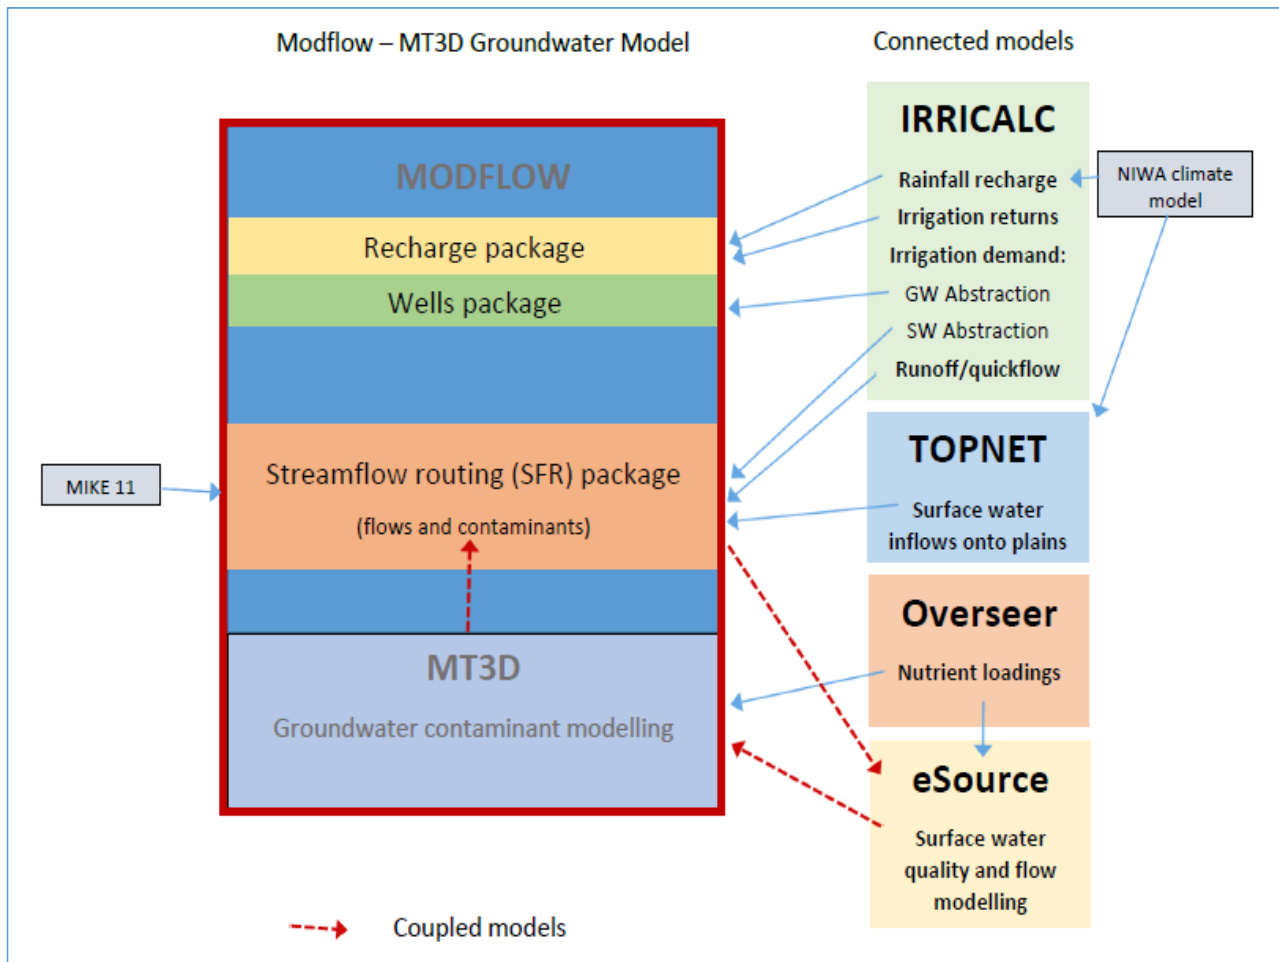 Modflow – MT3D Groundwater Model
Connected models
MODFLOW
Recharge package
Wells package
Streamflow routing (SFR) package
(flows and contaminants)
MT3D
Groundwater contaminant modelling
MIKE 11
IRRICALC
Rainfall recharge
Irrigation returns
Irrigation demand:
GW Abstraction
SW Abstraction
Runoff/quickflow
NIWA climate
model
TOPNET
Surface water
inflows onto plains
Overseer
Nutrient loadings
eSource
Surface water
quality and flow
modelling
Coupled models